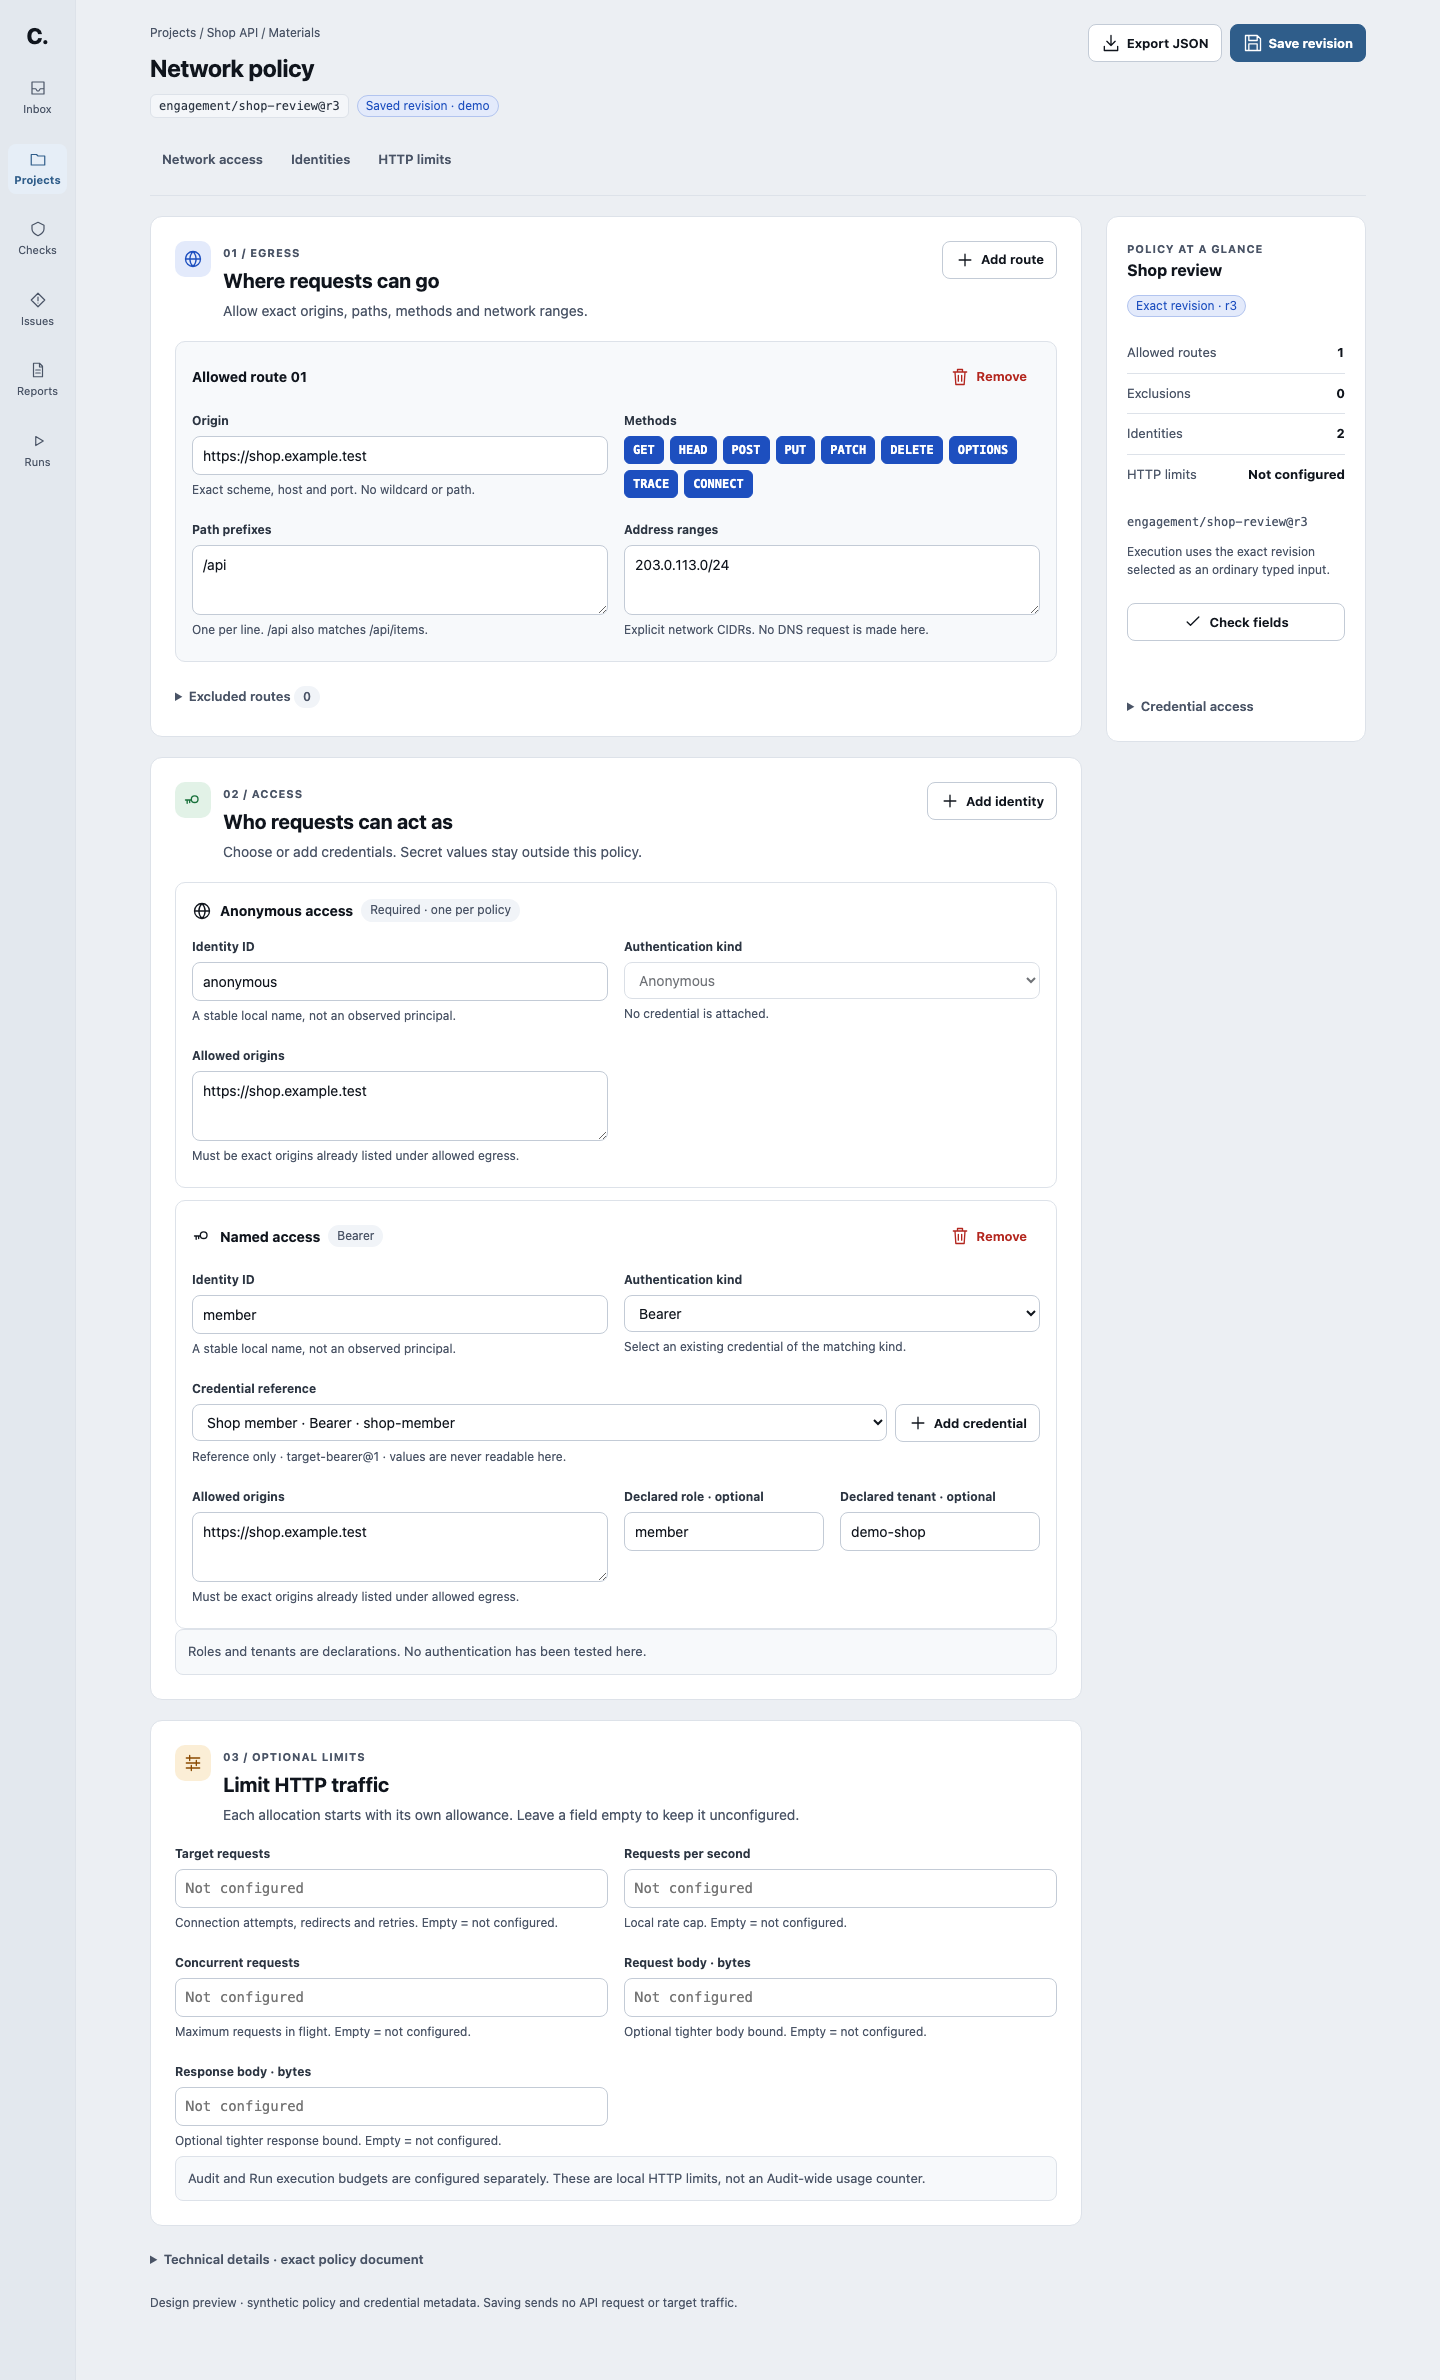 C.
Inbox
Projects
Checks
Issues
Reports
Runs
Projects / Shop API / Materials
Network policy
engagement/shop-review@r3
Saved revision · demo
Export JSON
Save revision
Network access
Identities
HTTP limits
01 / EGRESS
Where requests can go
Allow exact origins, paths, methods and network ranges.
Add route
Allowed route 01
Remove
Origin
https://shop.example.test
Exact scheme, host and port. No wildcard or path.
Methods
GET HEAD POST PUT PATCH DELETE OPTIONS
TRACE CONNECT
Path prefixes
/api
One per line. /api also matches /api/items.
Address ranges
203.0.113.0/24
Explicit network CIDRs. No DNS request is made here.
Excluded routes 0
02 / ACCESS
Who requests can act as
Choose or add credentials. Secret values stay outside this policy.
Add identity
Anonymous access
Required · one per policy
Identity ID
anonymous
A stable local name, not an observed principal.
Authentication kind
Anonymous
No credential is attached.
Allowed origins
https://shop.example.test
Must be exact origins already listed under allowed egress.
Named access
Bearer
Remove
Identity ID
member
A stable local name, not an observed principal.
Authentication kind
Bearer
Select an existing credential of the matching kind.
Credential reference
Shop member · Bearer · shop-member
Add credential
Reference only · target-bearer@1 · values are never readable here.
Allowed origins
https://shop.example.test
Must be exact origins already listed under allowed egress.
Declared role · optional
member
Declared tenant · optional
demo-shop
Roles and tenants are declarations. No authentication has been tested here.
03 / OPTIONAL LIMITS
Limit HTTP traffic
Each allocation starts with its own allowance. Leave a field empty to keep it unconfigured.
Target requests
Not configured
Connection attempts, redirects and retries. Empty = not configured.
Requests per second
Not configured
Local rate cap. Empty = not configured.
Concurrent requests
Not configured
Maximum requests in flight. Empty = not configured.
Request body · bytes
Not configured
Optional tighter body bound. Empty = not configured.
Response body · bytes
Not configured
Optional tighter response bound. Empty = not configured.
Audit and Run execution budgets are configured separately. These are local HTTP limits, not an Audit-wide usage counter.
Technical details · exact policy document
Design preview · synthetic policy and credential metadata. Saving sends no API request or target traffic.
POLICY AT A GLANCE
Shop review
Exact revision · r3
Allowed routes 1
Exclusions 0
Identities 2
HTTP limits Not configured
engagement/shop-review@r3
Execution uses the exact revision
selected as an ordinary typed input.
Check fields
Credential access